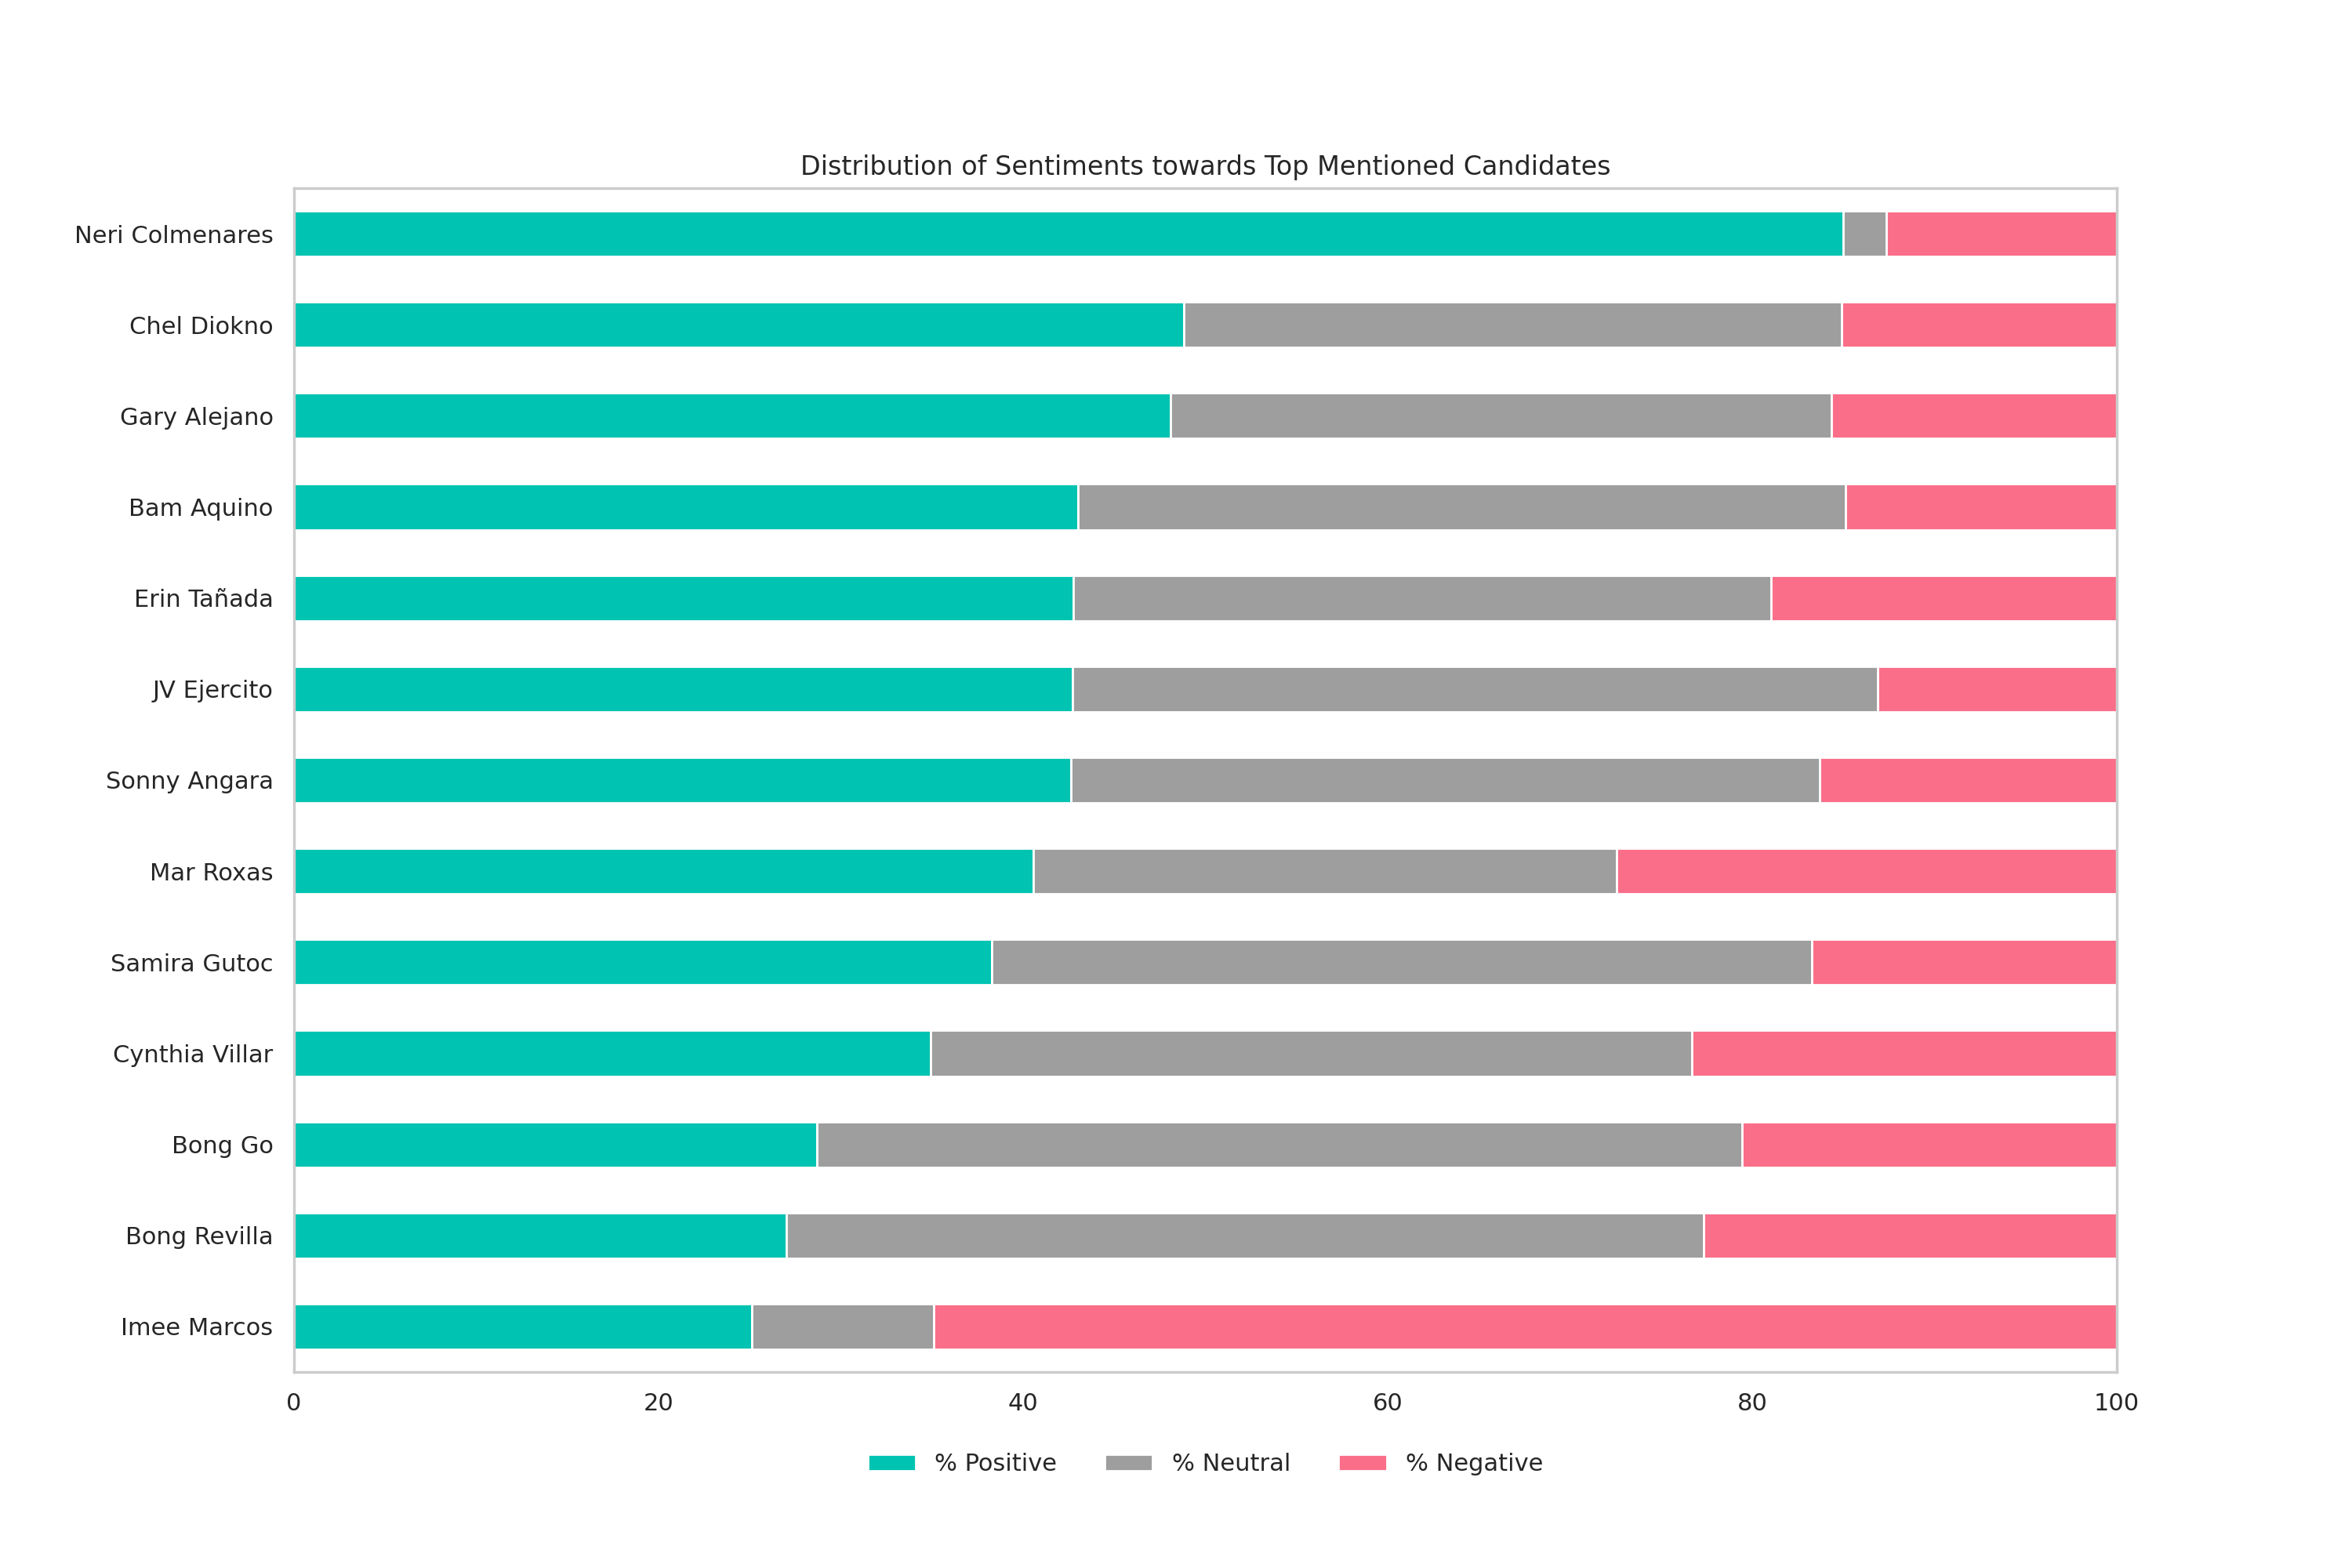 Distribution of Sentiments towards Top Mentioned Candidates
Neri Colmenares
Chel Diokno
Gary Alejano
Bam Aquino
Erin Tañada
JV Ejercito
Sonny Angara
Mar Roxas
Samira Gutoc
Cynthia Villar
Bong Go
Bong Revilla
Imee Marcos
0 20 40 60 80 100
% Positive % Neutral % Negative